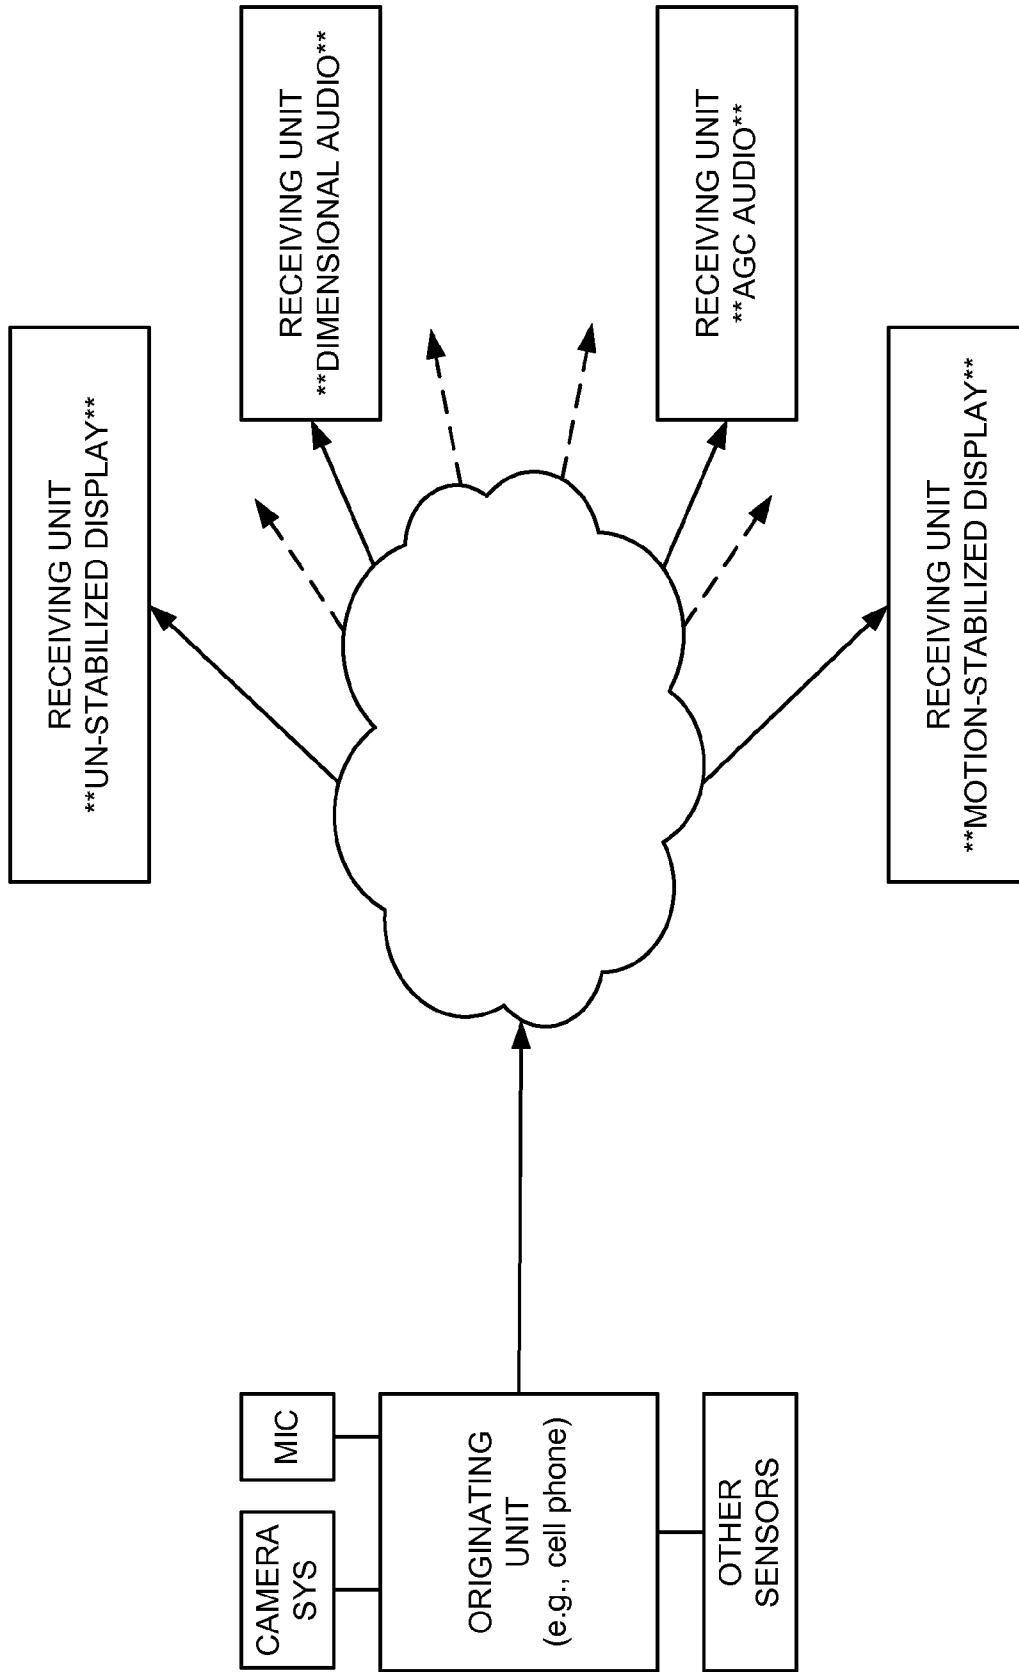 CAMERA
SYS
MIC
ORIGINATING
UNIT
(e.g., cell phone)
OTHER
SENSORS
RECEIVING UNIT
**UN-STABILIZED DISPLAY**
RECEIVING UNIT
**DIMENSIONAL AUDIO**
RECEIVING UNIT
**AGC AUDIO**
RECEIVING UNIT
**MOTION-STABILIZED DISPLAY**